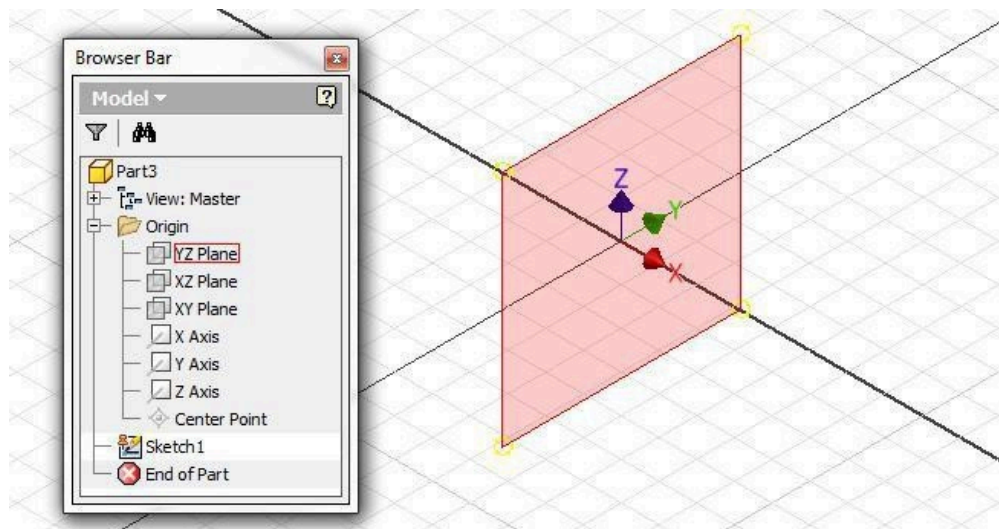 Browser Bar
Model
Part3
View: Master
Origin
YZ Plane
XZ Plane
XY Plane
X Axis
Y Axis
Z Axis
Center Point
Sketch1
End of Part
Z
Y
X